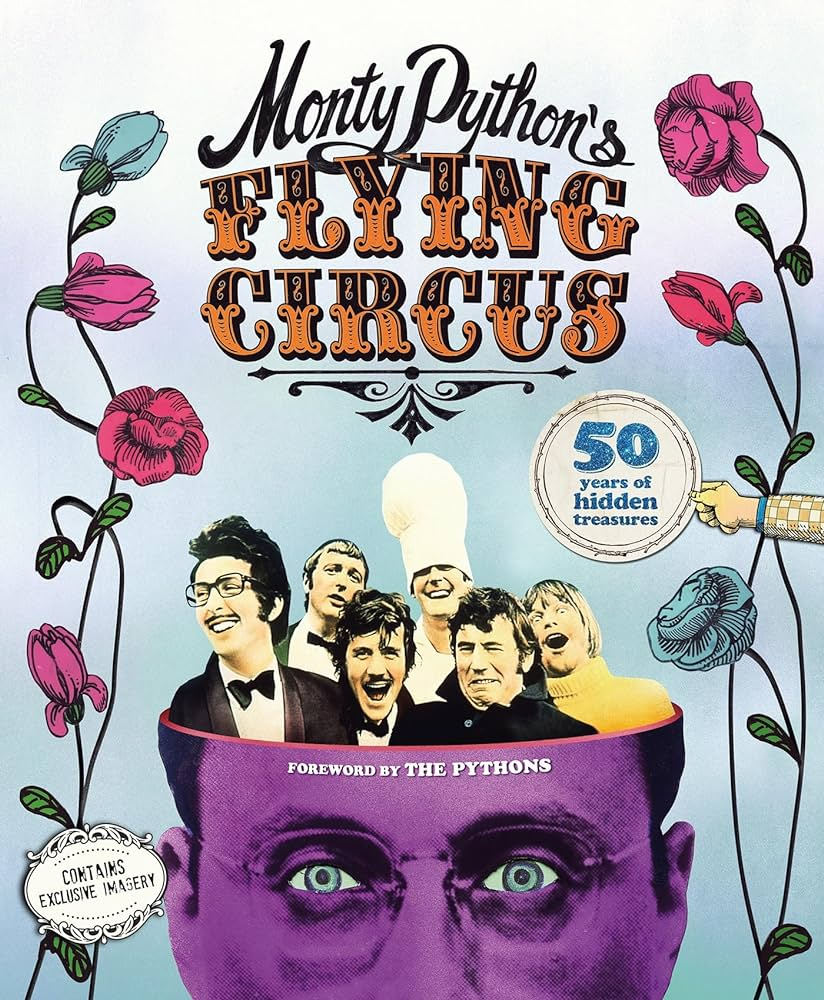 Monty Python's
FLYING
CIRCUS
50
years of
hidden
treasures
FOREWORD BY THE PYTHONS
CONTAINS
EXCLUSIVE IMAGERY